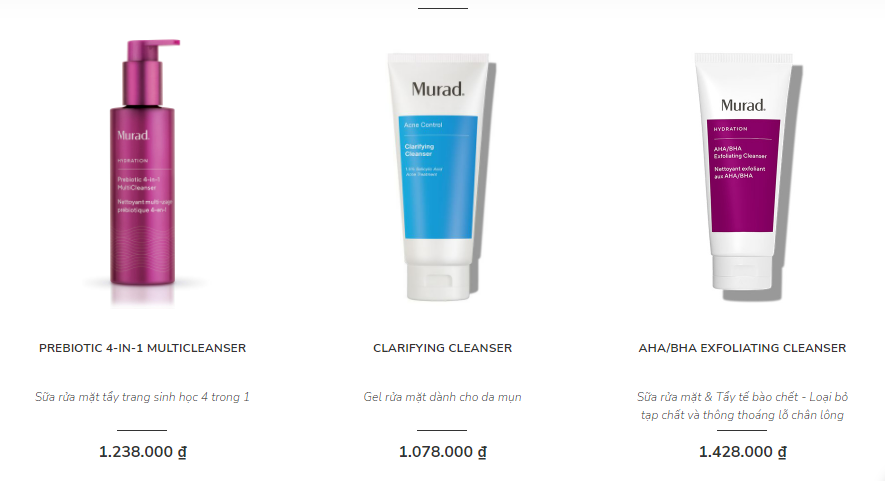 Murad.
HYDRATION
Prebiotic 4-in-1
MultiCleanser
Nettoyant multi-usage
prébiotique 4-en-1
Murad.
Acne Control
Clarifying
Cleanser
Acne Treatment
Murad.
HYDRATION
AHA/BHA
Exfoliating Cleanser
Nettoyant exfoliant
aux AHA/BHA
PREBIOTIC 4-IN-1 MULTICLEANSER
CLARIFYING CLEANSER
AHA/BHA EXFOLIATING CLEANSER
Sữa rửa mặt tẩy trang sinh học 4 trong 1
Gel rửa mặt dành cho da mụn
Sữa rửa mặt & Tẩy tế bào chết - Loại bỏ
tạp chất và thông thoáng lỗ chân lông
1.238.000 ₫
1.078.000 ₫
1.428.000 ₫